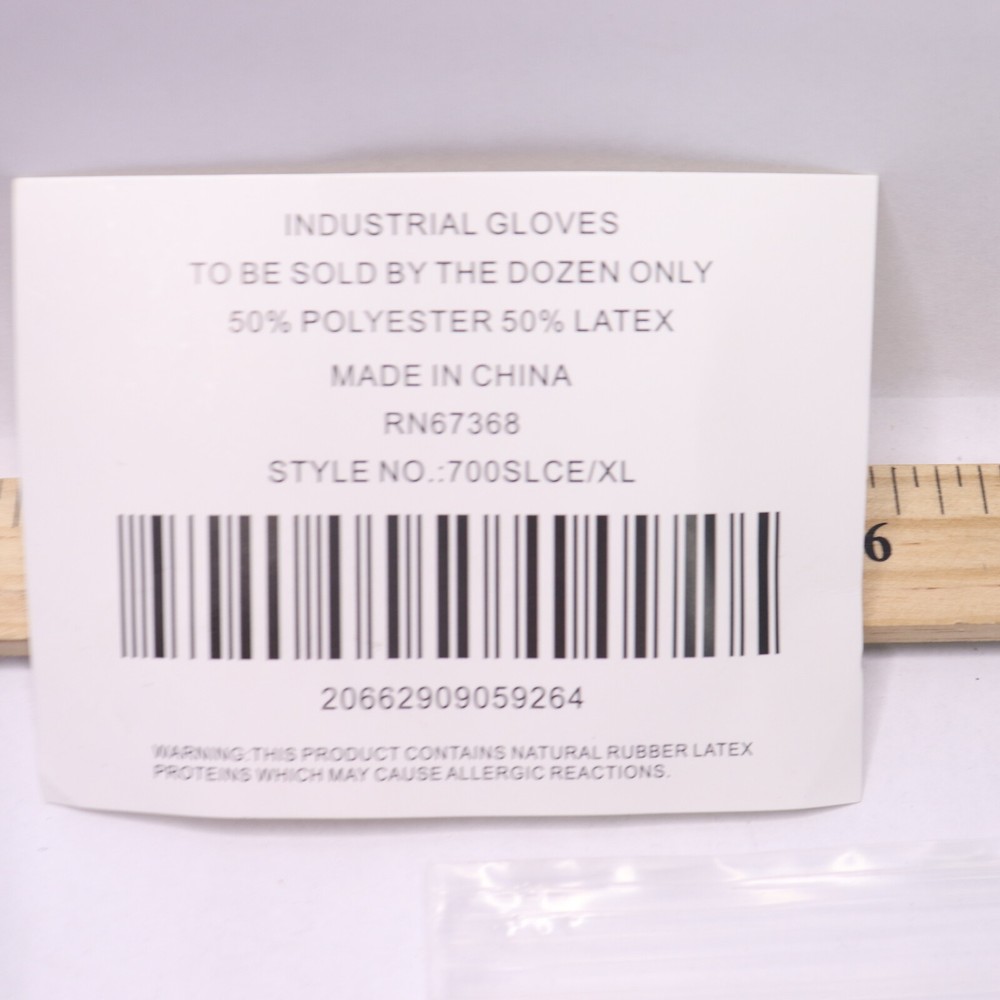 INDUSTRIAL GLOVES
TO BE SOLD BY THE DOZEN ONLY
50% POLYESTER 50% LATEX
MADE IN CHINA
RN67368
STYLE NO.:700SLCE/XL
6
20662909059264
WARNING:THIS PRODUCT CONTAINS NATURAL RUBBER LATEX
PROTEINS WHICH MAY CAUSE ALLERGIC REACTIONS.